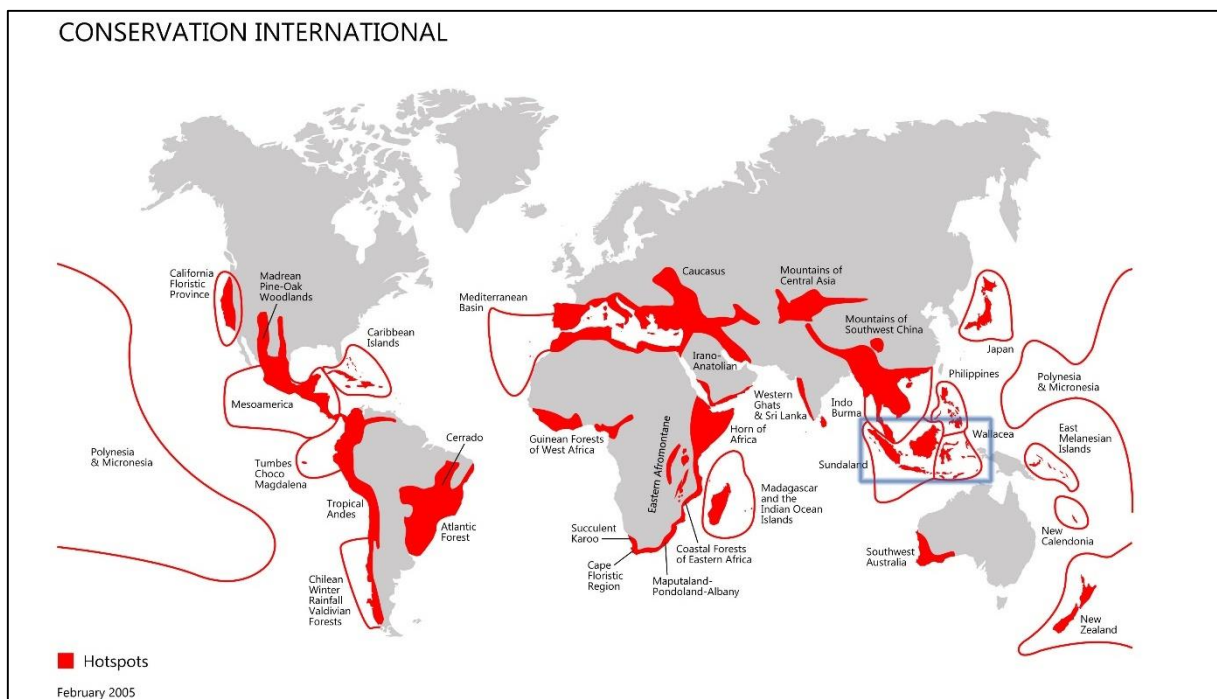 CONSERVATION INTERNATIONAL
California
Floristic
Province
Madrean
Pine-Oak
Woodlands
Caribbean
Islands
Mesoamerica
Polynesia
& Micronesia
Tumbes
Choco
Magdalena
Tropical
Andes
Cerrado
Atlantic
Forest
Chilean
Winter
Rainfall
Valdivian
Forests
Mediterranean
Basin
Caucasus
Irano-
Anatolian
Mountains of
Central Asia
Mountains of
Southwest China
Guinean Forests
of West Africa
Eastern Afromontane
Horn of
Africa
Western
Ghats
& Sri Lanka
Indo
Burma
Philippines
Japan
Polynesia
& Micronesia
Sundaland
Wallacea
East
Melanesian
Islands
Madagascar
and the
Indian Ocean
Islands
Succulent
Karoo
Cape
Floristic
Region
Coastal Forests
of Eastern Africa
Maputaland-
Pondoland-Albany
Southwest
Australia
New
Calendonia
New
Zealand
Hotspots
February 2005